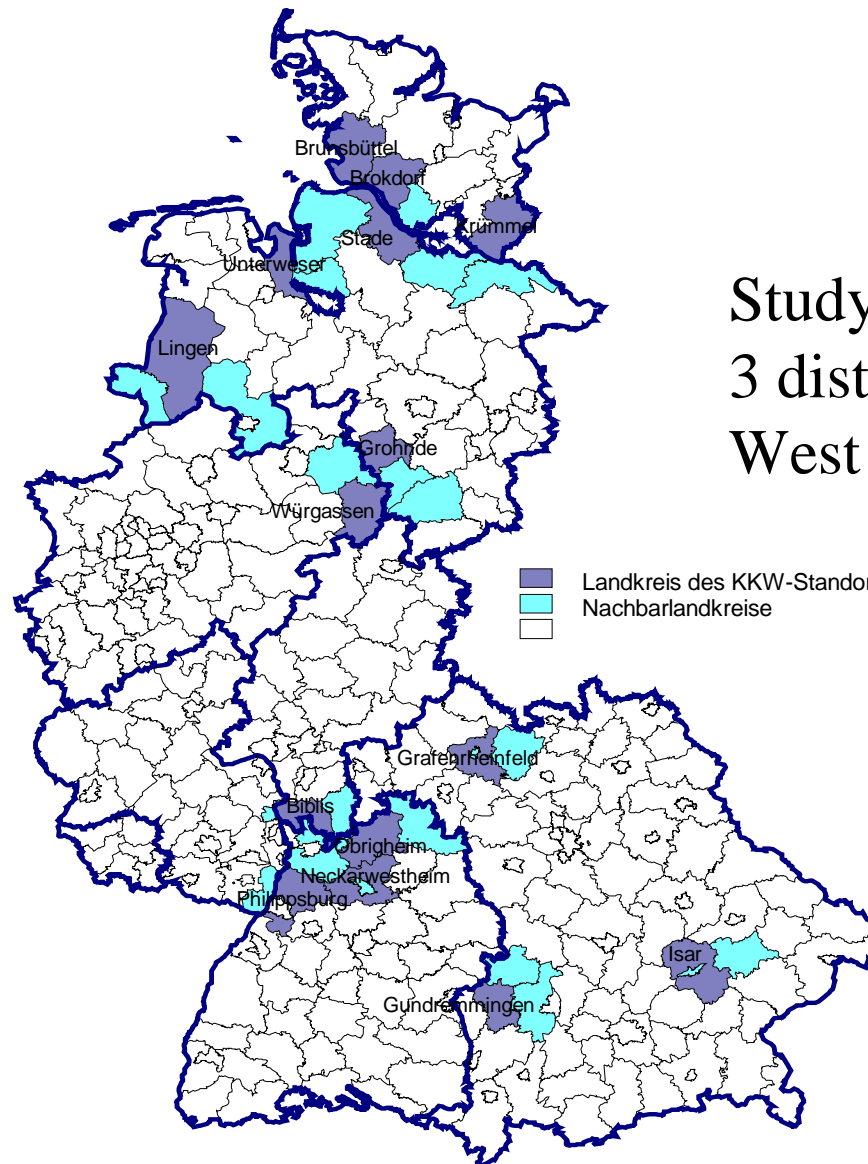 Brunsbüttel
Brokdorf
Krümmel
Stade
Unterweser
Study
3 dist
West
Lingen
Grohnde
Würgassen
Landkreis des KKW-Standor
Nachbarlandkreise
Grafenrheinfeld
Biblis
Obrigheim
Neckarwestheim
Philippsburg
Isar
Gundremmingen